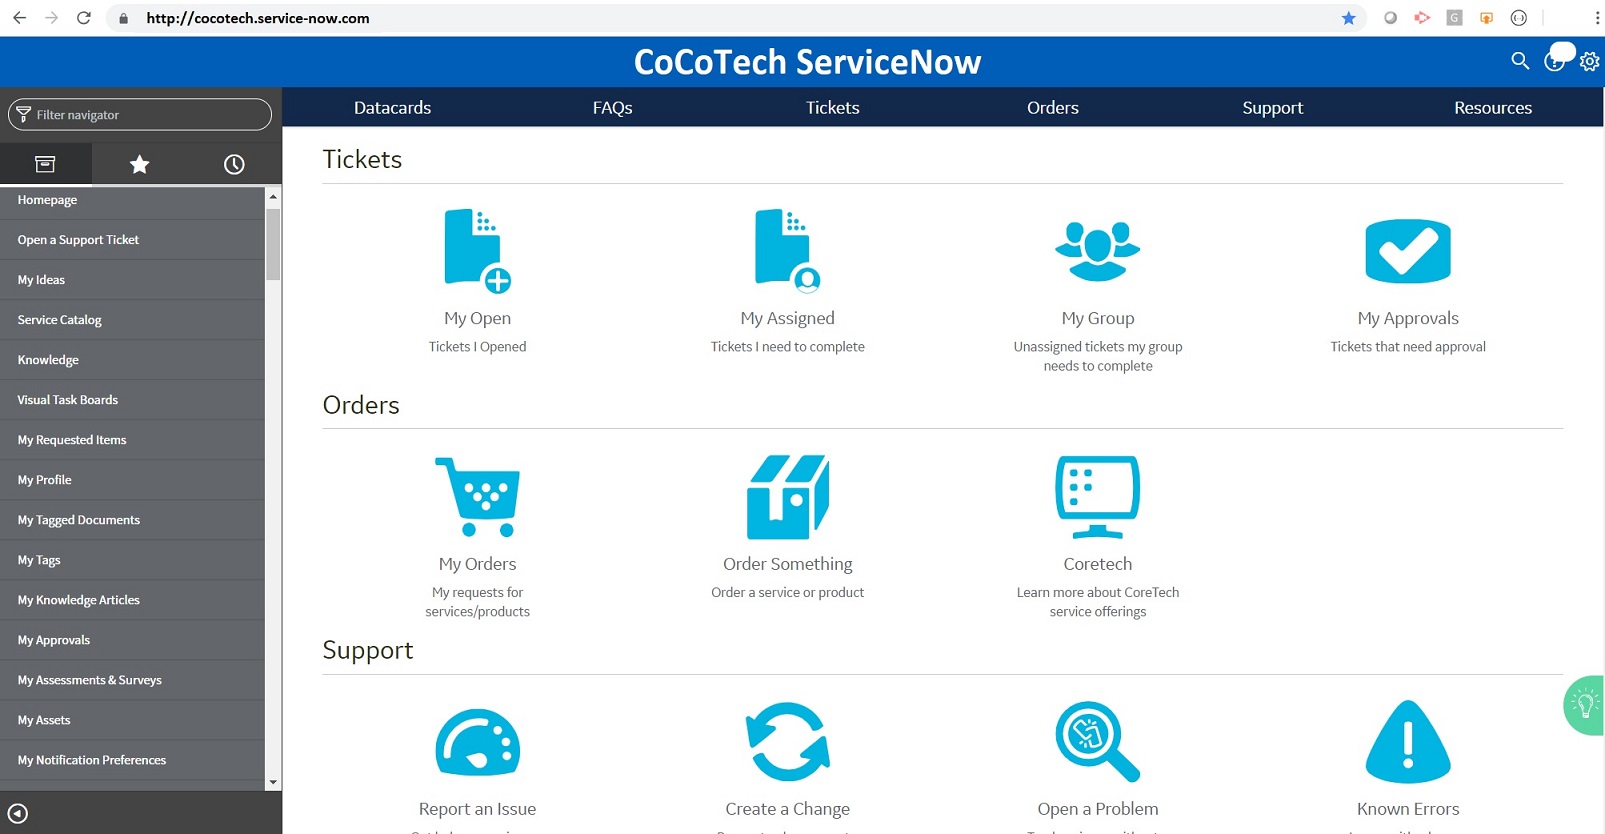 http://cocotech.service-now.com
G
CoCoTech ServiceNow
Filter navigator
Datacards
FAQs
Tickets
Orders
Support
Resources
Homepage
Open a Support Ticket
My Ideas
Service Catalog
Knowledge
Visual Task Boards
My Requested Items
My Profile
My Tagged Documents
My Tags
My Knowledge Articles
My Approvals
My Assessments & Surveys
My Assets
My Notification Preferences
Tickets
My Open
Tickets I Opened
My Assigned
Tickets I need to complete
My Group
Unassigned tickets my group
needs to complete
My Approvals
Tickets that need approval
Orders
My Orders
My requests for
services/products
Order Something
Order a service or product
Coretech
Learn more about CoreTech
service offerings
Support
Report an Issue
Create a Change
Open a Problem
Known Errors